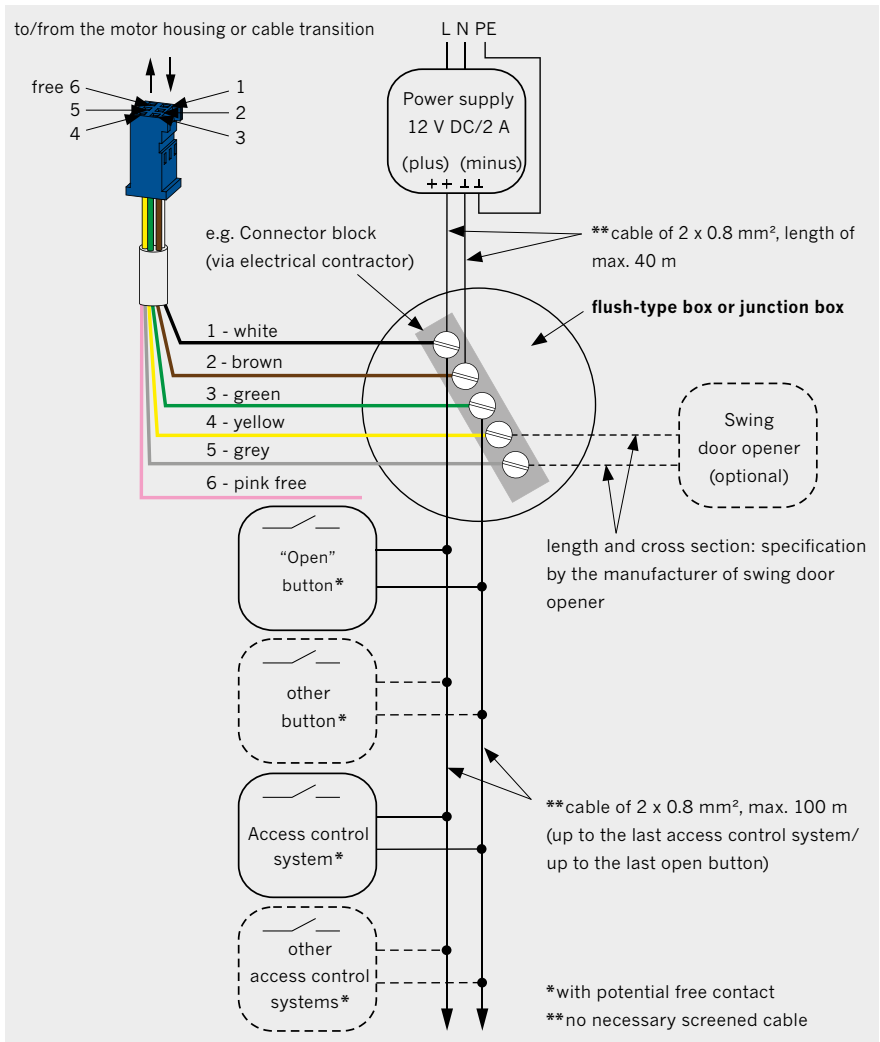 to/from the motor housing or cable transition
L N PE
free 6
5
4
1
2
3
Power supply
12 V DC/2 A
(plus) (minus)
++ ⊥⊥
e.g. Connector block
(via electrical contractor)
**cable of 2 x 0.8 mm², length of
max. 40 m
flush-type box or junction box
1 - white
2 - brown
3 - green
4 - yellow
5 - grey
6 - pink free
Swing
door opener
(optional)
length and cross section: specification
by the manufacturer of swing door
opener
“Open”
button*
other
button*
Access control
system*
other
access control
systems*
**cable of 2 x 0.8 mm², max. 100 m
(up to the last access control system/
up to the last open button)
*with potential free contact
**no necessary screened cable